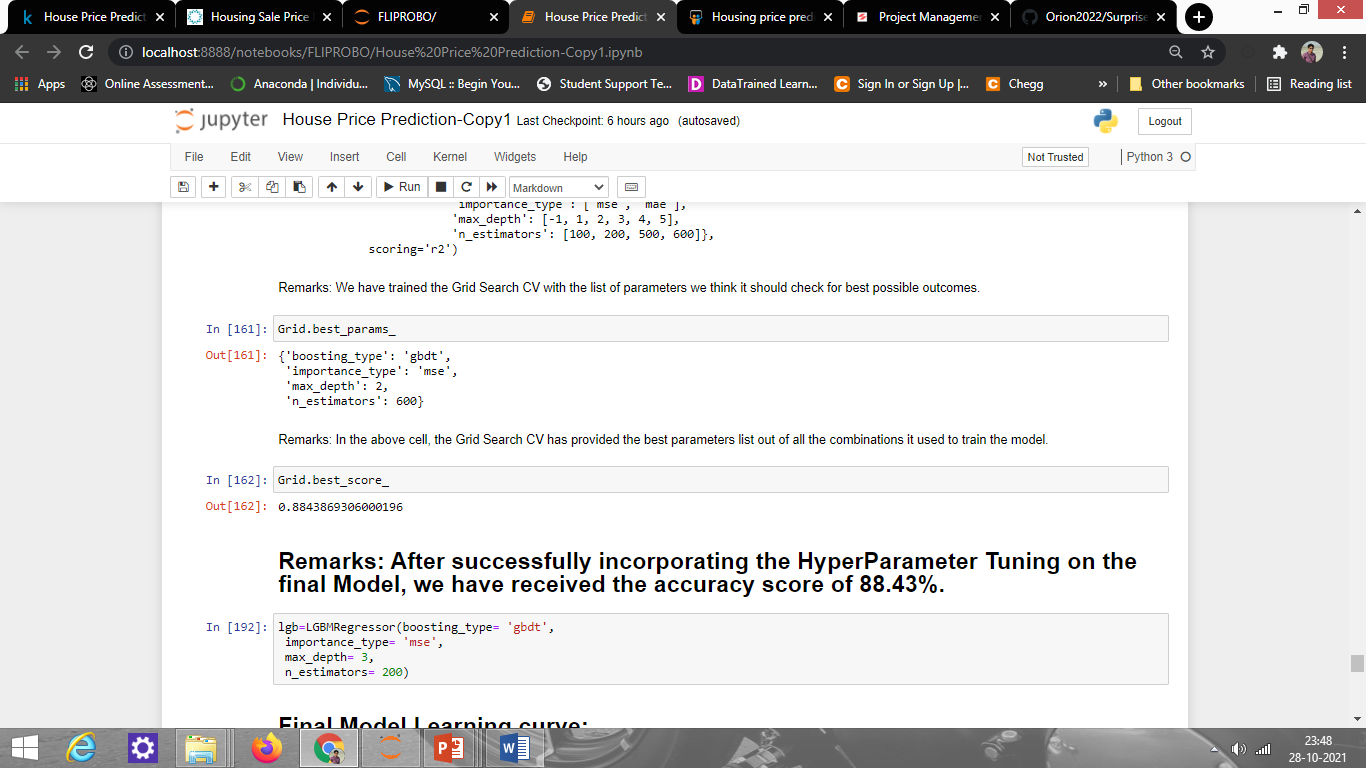 House Price Predict
Housing Sale Price
FLIPROBO/
House Price Predict
Housing price pred
Project Manageme
Orion2022/Surprise
localhost:8888/notebooks/FLIPROBO/House%20Price%20Prediction-Copy1.ipynb
Apps
Online Assessment...
Anaconda | Individu...
MySQL :: Begin You...
Student Support Te...
DataTrained Learn...
Sign In or Sign Up |...
Chegg
»
Other bookmarks
Reading list
jupyter House Price Prediction-Copy1 Last Checkpoint: 6 hours ago (autosaved)
Logout
File Edit View Insert Cell Kernel Widgets Help
Not Trusted
Python 3
Run
Markdown
'importance_type': ['mse', 'mae'],
'max_depth': [-1, 1, 2, 3, 4, 5],
'n_estimators': [100, 200, 500, 600]},
scoring='r2')
Remarks: We have trained the Grid Search CV with the list of parameters we think it should check for best possible outcomes.
In [161]: Grid.best_params_
Out[161]: {'boosting_type': 'gbdt',
'importance_type': 'mse',
'max_depth': 2,
'n_estimators': 600}
Remarks: In the above cell, the Grid Search CV has provided the best parameters list out of all the combinations it used to train the model.
In [162]: Grid.best_score_
Out[162]: 0.8843869306000196
Remarks: After successfully incorporating the HyperParameter Tuning on the
final Model, we have received the accuracy score of 88.43%.
In [192]: lgb=LGBMRegressor(boosting_type= 'gbdt',
importance_type= 'mse',
max_depth= 3,
n_estimators= 200)
Final Model Learning curve:
23:48
28-10-2021